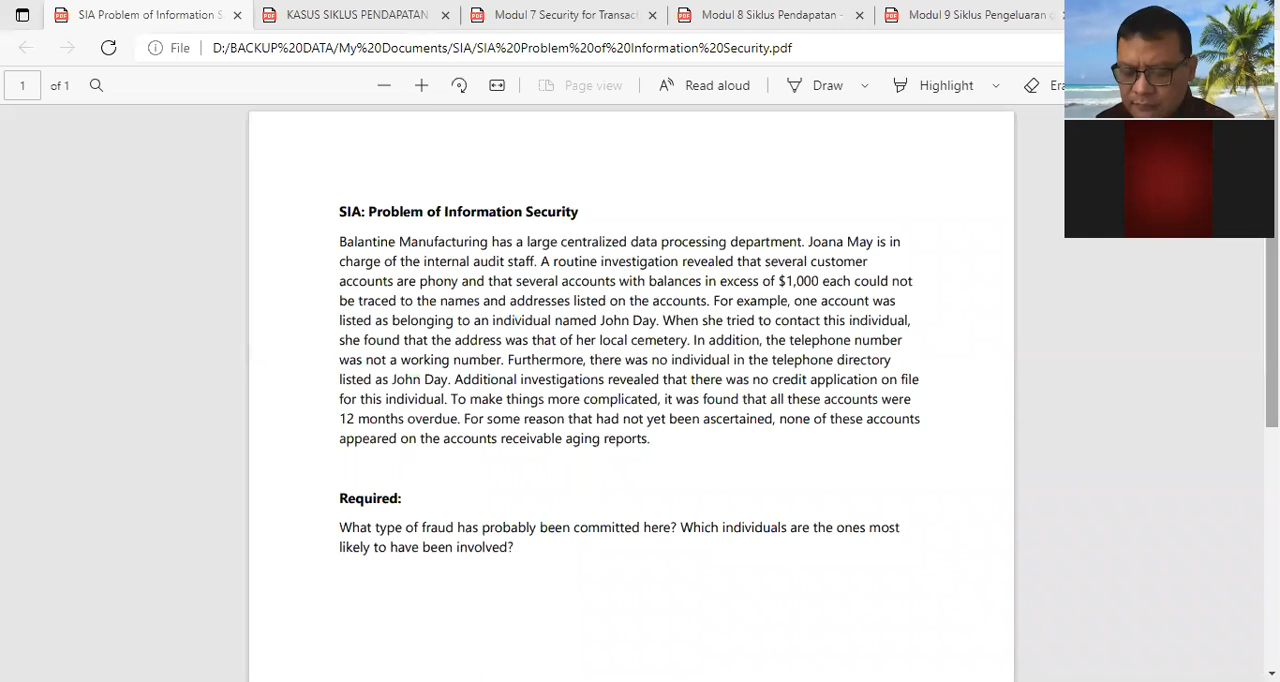 SIA Problem of Information S
KASUS SIKLUS PENDAPATAN
Modul 7 Security for Transac
Modul 8 Siklus Pendapatan -
Modul 9 Siklus Pengeluaran
File
D:/BACKUP%20DATA/My%20Documents/SIA/SIA%20Problem%20of%20Information%20Security.pdf
1 of 1
Page view
Read aloud
Draw
Highlight
Era
SIA: Problem of Information Security
Balantine Manufacturing has a large centralized data processing department. Joana May is in
charge of the internal audit staff. A routine investigation revealed that several customer
accounts are phony and that several accounts with balances in excess of $1,000 each could not
be traced to the names and addresses listed on the accounts. For example, one account was
listed as belonging to an individual named John Day. When she tried to contact this individual,
she found that the address was that of her local cemetery. In addition, the telephone number
was not a working number. Furthermore, there was no individual in the telephone directory
listed as John Day. Additional investigations revealed that there was no credit application on file
for this individual. To make things more complicated, it was found that all these accounts were
12 months overdue. For some reason that had not yet been ascertained, none of these accounts
appeared on the accounts receivable aging reports.
Required:
What type of fraud has probably been committed here? Which individuals are the ones most
likely to have been involved?